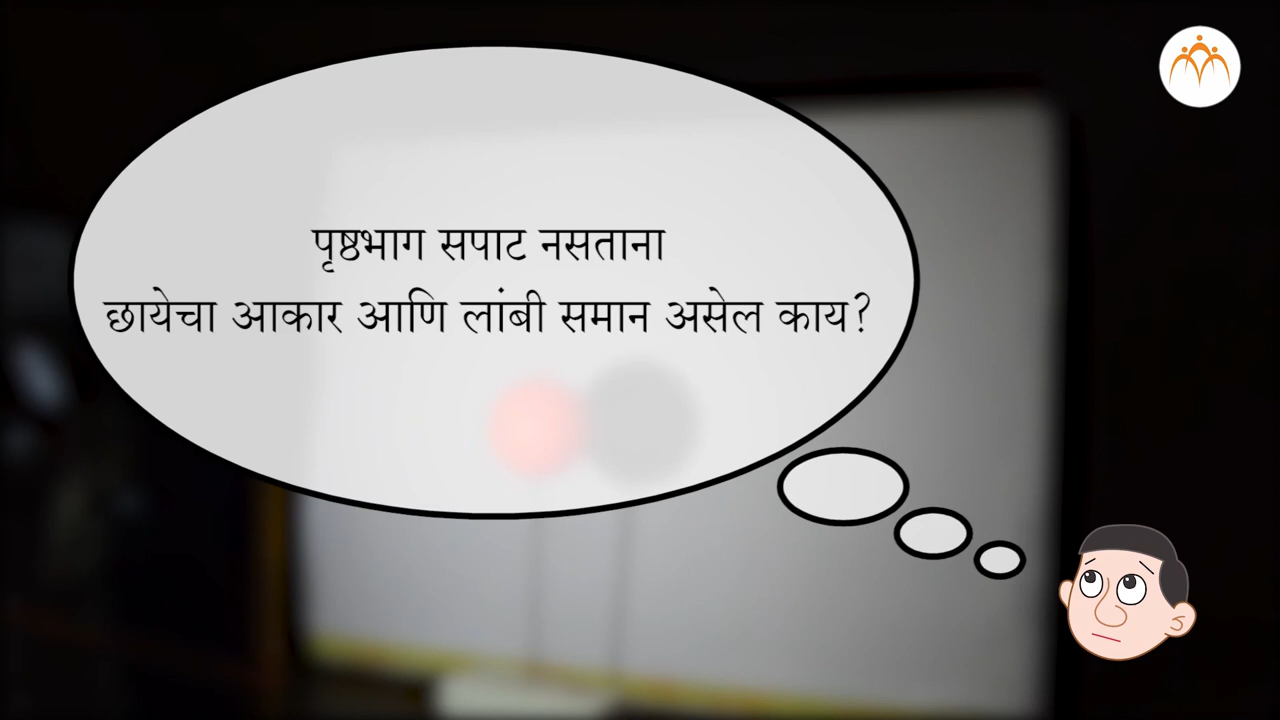 पृष्ठभाग सपाट नसताना
छायेचा आकार आणि लांबी समान असेल काय?